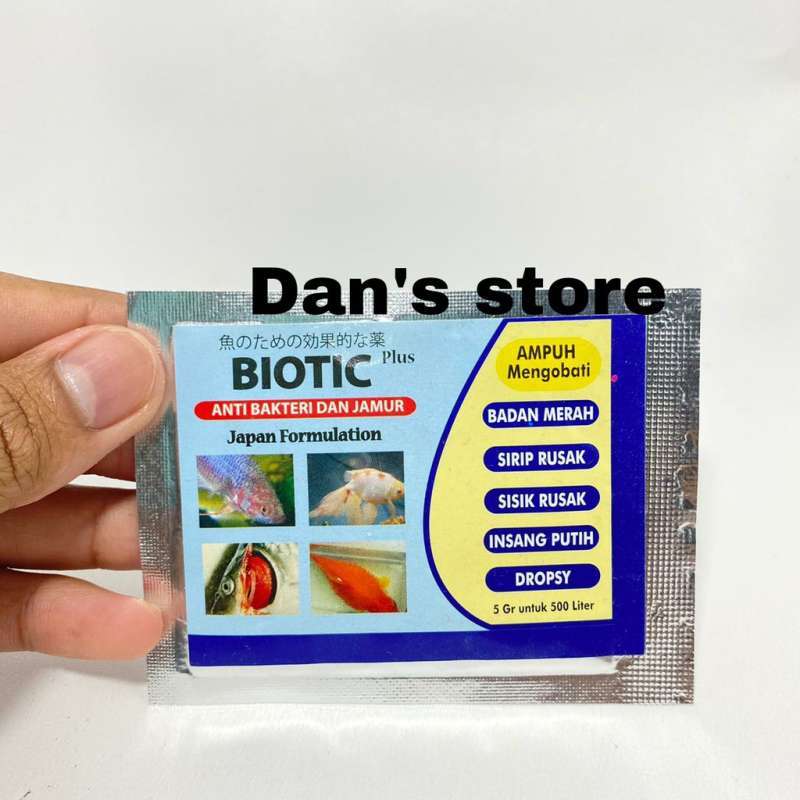 Dan's store
魚のための効果的な薬
BIOTIC Plus
ANTI BAKTERI DAN JAMUR
Japan Formulation
AMPUH
Mengobati
BADAN MERAH
SIRIP RUSAK
SISIK RUSAK
INSANG PUTIH
DROPSY
5 Gr untuk 500 Liter